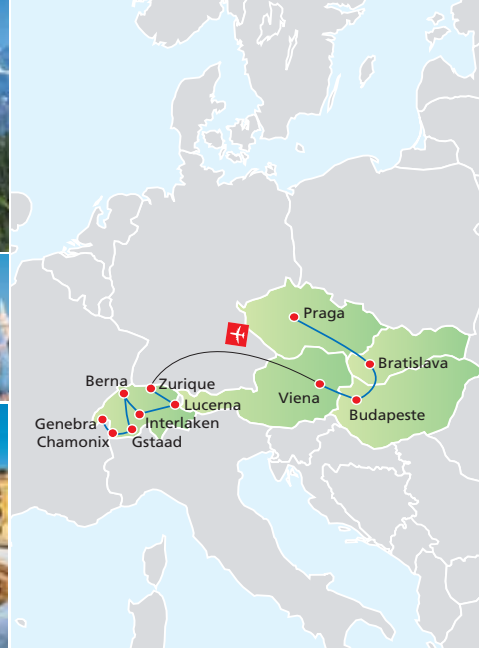 Praga
Bratislava
Viena
Budapeste
Berna
Zurique
Lucerna
Genebra
Interlaken
Chamonix
Gstaad